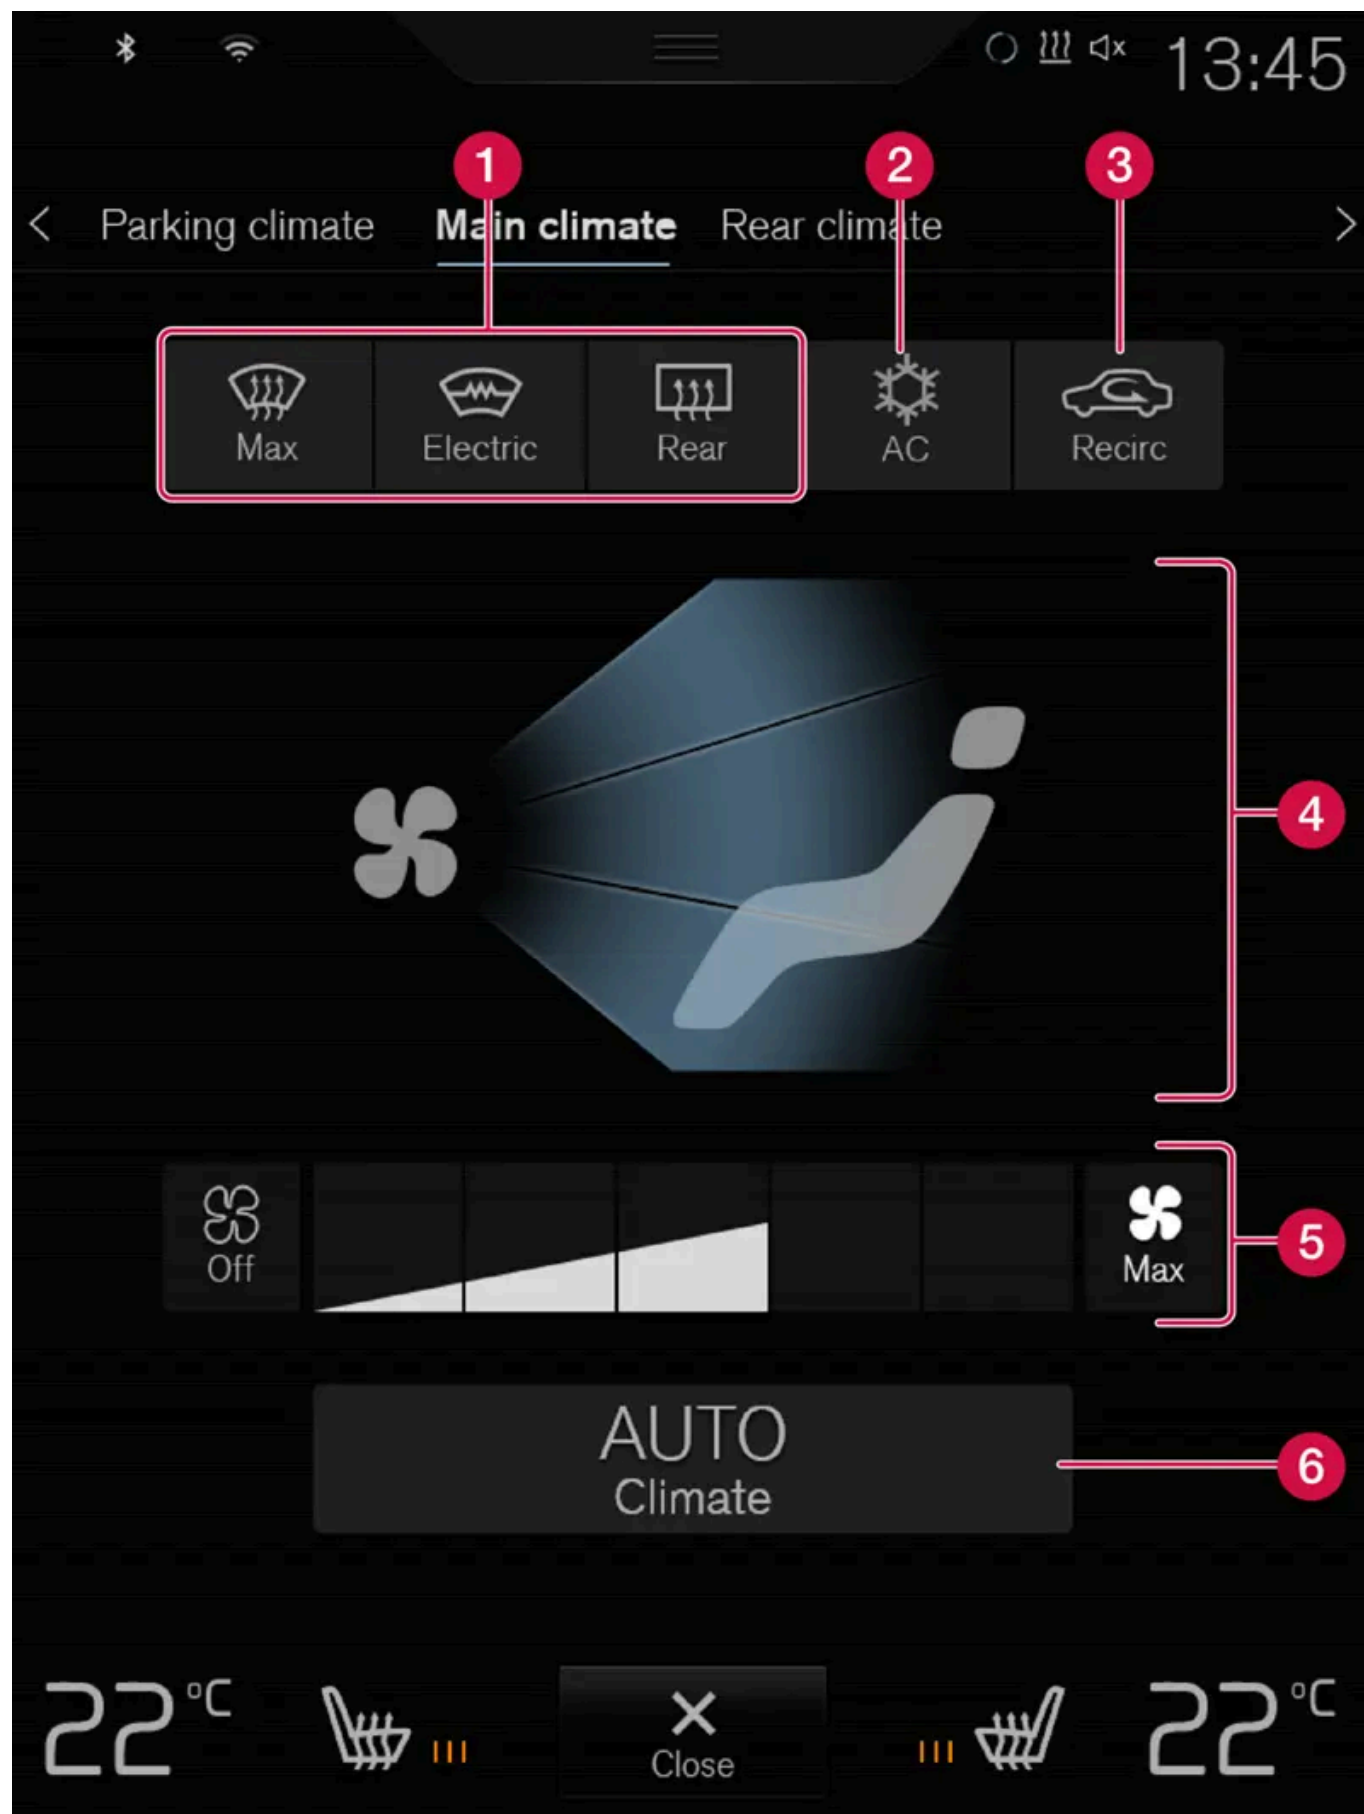 13:45
1 2 3
Parking climate Main climate Rear climate
Max Electric Rear AC Recirc
4
Off Max
5
AUTO
Climate
6
22°C 22°C
Close